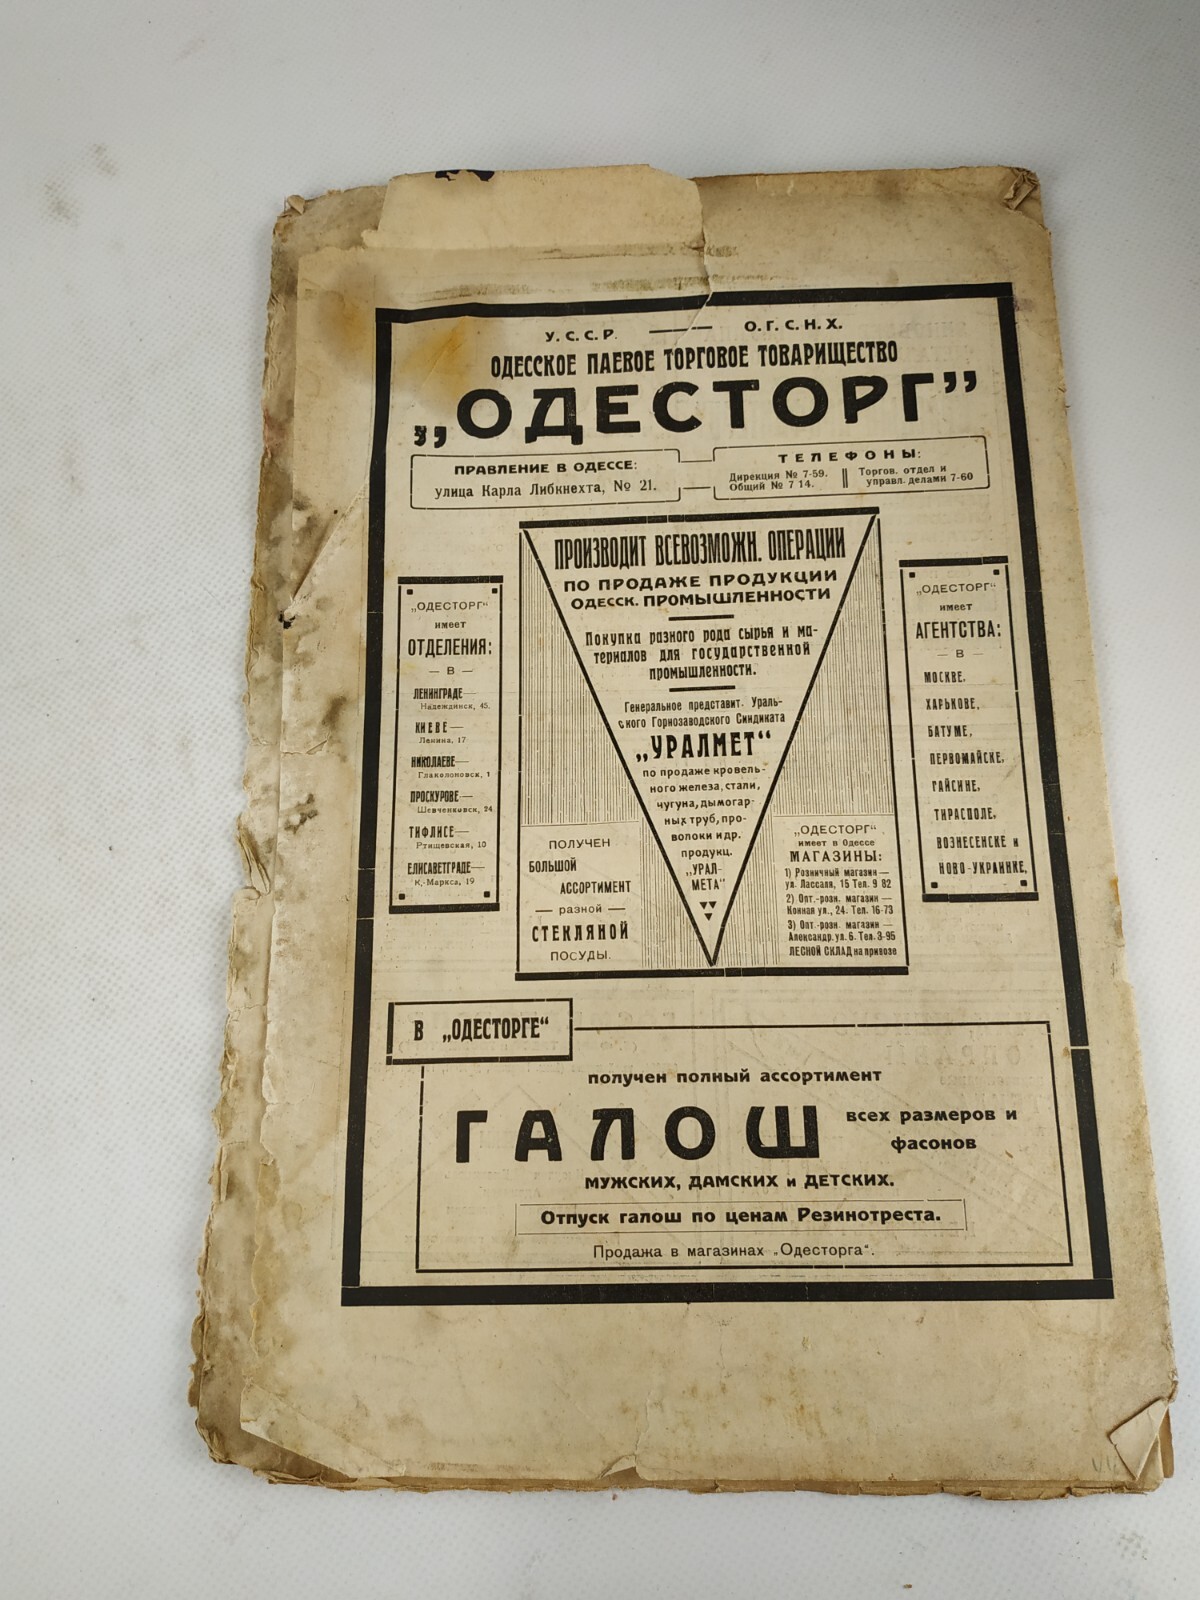 У.С.С.Р. — О.Г.С.Н.Х.
ОДЕССКОЕ ПАЕВОЕ ТОРГОВОЕ ТОВАРИЩЕСТВО
„ОДЕСТОРГ”
ПРАВЛЕНИЕ В ОДЕССЕ:
улица Карла Либкнехта, № 21.
ТЕЛЕФОНЫ:
Дирекция № 7-59.
Общий № 7 14.
Торгов. отдел и
управл. делами 7-60
ПРОИЗВОДИТ ВСЕВОЗМОЖН. ОПЕРАЦИИ
ПО ПРОДАЖЕ ПРОДУКЦИИ
ОДЕССК. ПРОМЫШЛЕННОСТИ
Покупка разного рода сырья и ма-
териалов для государственной
промышленности.
Генеральное представит. Ураль-
ского Горнозаводского Синдиката
„УРАЛМЕТ“
по продаже кровель-
ного железа, стали,
чугуна, дымогар-
ных труб, про-
волоки и др.
продукц.
„УРАЛ-
МЕТА“
„ОДЕСТОРГ“
имеет
ОТДЕЛЕНИЯ:
— В —
ЛЕНИНГРАДЕ—
Надеждинск, 45.
КИЕВЕ—
Ленина, 17
НИКОЛАЕВЕ—
Глаколоновск, 1
ПРОСКУРОВЕ—
Шевченковск, 24
ТИФЛИСЕ—
Ртищевская, 10
ЕЛИСАВЕТГРАДЕ—
К.-Маркса, 19
„ОДЕСТОРГ“
имеет
АГЕНТСТВА:
— В —
МОСКВЕ,
ХАРЬКОВЕ,
БАТУМЕ,
ПЕРВОМАЙСКЕ,
ГАЙСИНЕ,
ТИРАСПОЛЕ,
ВОЗНЕСЕНСКЕ и
НОВО-УКРАИНКЕ,
ПОЛУЧЕН
БОЛЬШОЙ
АССОРТИМЕНТ
— разной —
СТЕКЛЯНОЙ
ПОСУДЫ.
„ОДЕСТОРГ“
имеет в Одессе
МАГАЗИНЫ:
1) Розничный магазин —
ул. Лассаля, 15 Тел. 9 82
2) Опт.-розн. магазин —
Конная ул., 24. Тел. 16-73
3) Опт.-розн. магазин —
Александр. ул. 6. Тел. 3-95
ЛЕСНОЙ СКЛАД на привозе
В „ОДЕСТОРГЕ“
получен полный ассортимент
ГАЛОШ
всех размеров и
фасонов
МУЖСКИХ, ДАМСКИХ и ДЕТСКИХ.
Отпуск галош по ценам Резинотреста.
Продажа в магазинах „Одесторга“.